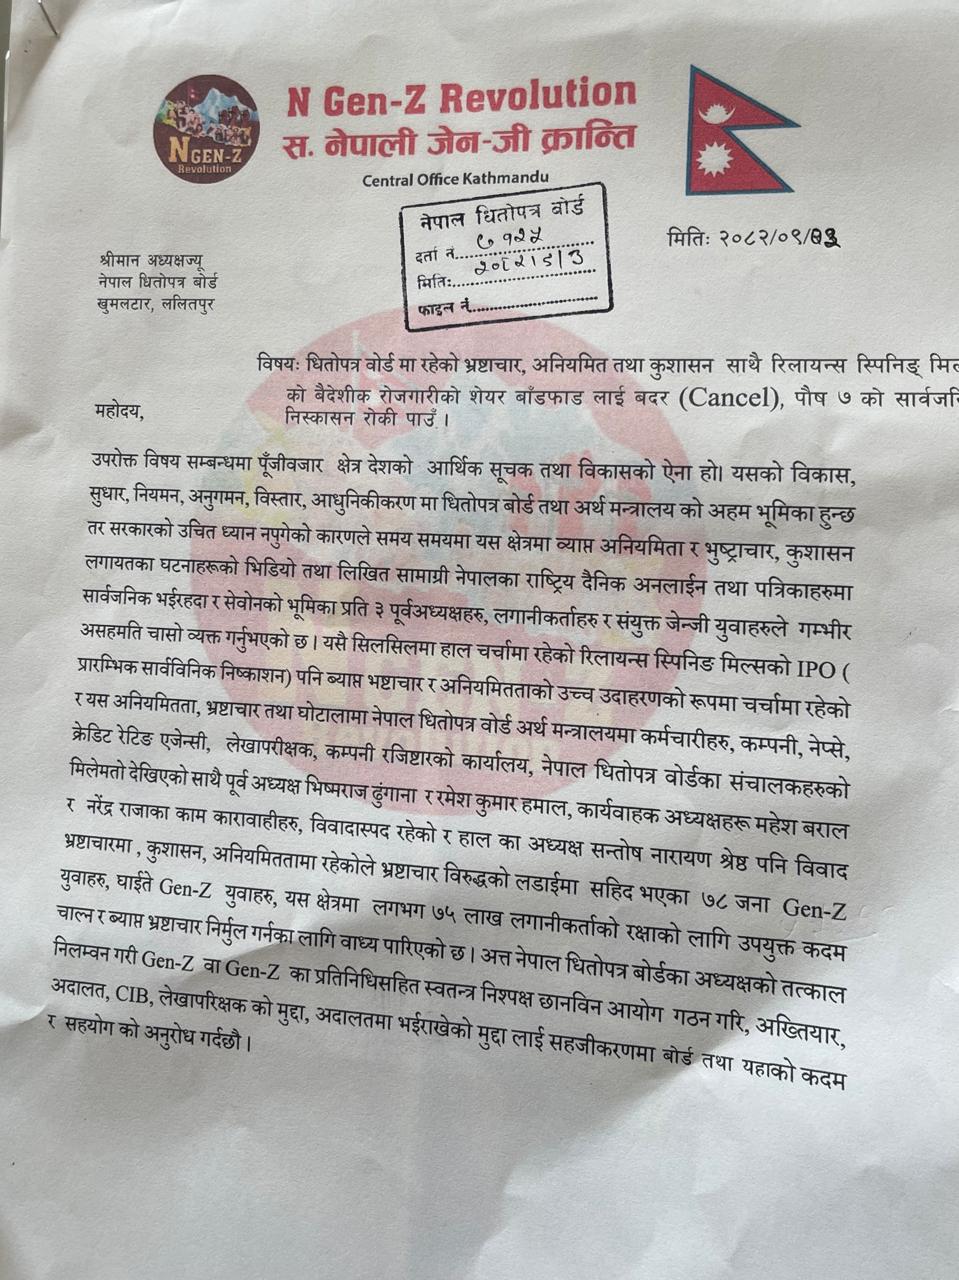 N GEN-Z
Revolution
N Gen-Z Revolution
स. नेपाली जेन-जी क्रान्ति
Central Office Kathmandu
नेपाल धितोपत्र बोर्ड
दर्ता नं.
मितिः
फाइल नं.
मितिः २०८२/०९/
श्रीमान अध्यक्षज्यू
नेपाल धितोपत्र बोर्ड
खुमलटार, ललितपुर
विषयः धितोपत्र वोर्ड मा रहेको भ्रष्टाचार, अनियमित तथा कुशासन साथै रिलायन्स स्पिनिङ्
को बैदेशीक रोजगारीको शेयर बाँडफाड लाई बदर (Cancel), पौष ७ को
निस्कासन रोकी पाउँ ।
महोदय,
उपरोक्त विषय सम्बन्धमा पूँजीवजार क्षेत्र देशको आर्थिक सूचक तथा विकासको ऐना हो। यसको विकास,
सुधार, नियमन, अनुगमन, विस्तार, आधुनिकीकरण मा धितोपत्र बोर्ड तथा अर्थ मन्त्रालय को अहम भूमिका हुन्छ
तर सरकारको उचित ध्यान नपुगेको कारणले समय समयमा यस क्षेत्रमा व्याप्त अनियमिता र भुष्ट्राचार, कुशासन
लगायतका घटनाहरूको भिडियो तथा लिखित सामाग्री नेपालका राष्ट्रिय दैनिक अनलाईन तथा पत्रिकाहरुमा
सार्वजनिक भईरहदा र सेवोनको भूमिका प्रति ३ पूर्वअध्यक्षहरु, लगानीकर्ताहरु र संयुक्त जेन्जी युवाहरुले गम्भीर
असहमति चासो व्यक्त गर्नुभएको छ । यसै सिलसिलमा हाल चर्चामा रहेको रिलायन्स स्पिनिङ मिल्सको IPO (
प्रारम्भिक सार्वविनिक निष्काशन) पनि ब्याप्त भष्टाचार र अनियमितताको उच्च उदाहरणको रूपमा चर्चामा रहेको
र यस अनियमितता, भ्रष्टाचार तथा घोटालामा नेपाल धितोपत्र वोर्ड अर्थ मन्त्रालयमा कर्मचारीहरु, कम्पनी, नेप्से,
क्रेडिट रेटिङ एजेन्सी, लेखापरीक्षक, कम्पनी रजिष्टारको कार्यालय, नेपाल धितोपत्र वोर्डका संचालकहरुको
मिलेमतो देखिएको साथै पूर्व अध्यक्ष भिष्मराज ढुंगाना र रमेश कुमार हमाल, कार्यवाहक अध्यक्षहरू महेश बराल
र नरेंद्र राजाका काम कारावाहीहरु, विवादास्पद रहेको र हाल का अध्यक्ष सन्तोष नारायण श्रेष्ठ पनि विवाद
भ्रष्टाचारमा , कुशासन, अनियमिततामा रहेकोले भ्रष्टाचार विरुद्धको लडाईमा सहिद भएका ७८ जना Gen-Z
युवाहरु, घाईते Gen-Z युवाहरु, यस क्षेत्रमा लगभग ७५ लाख लगानीकर्ताको रक्षाको लागि उपयुक्त कदम
चाल्न र ब्याप्त भ्रष्टाचार निर्मुल गर्नका लागि वाध्य पारिएको छ । अत्त नेपाल धितोपत्र बोर्डका अध्यक्षको तत्काल
निलम्वन गरी Gen-Z वा Gen-Z का प्रतिनिधिसहित स्वतन्त्र निश्पक्ष छानविन आयोग गठन गरि, अख्तियार,
अदालत, CIB, लेखापरिक्षक को मुद्दा, अदालतमा भईराखेको मुद्दा लाई सहजीकरणमा बोर्ड तथा यहाको कदम
र सहयोग को अनुरोध गर्दछौ ।